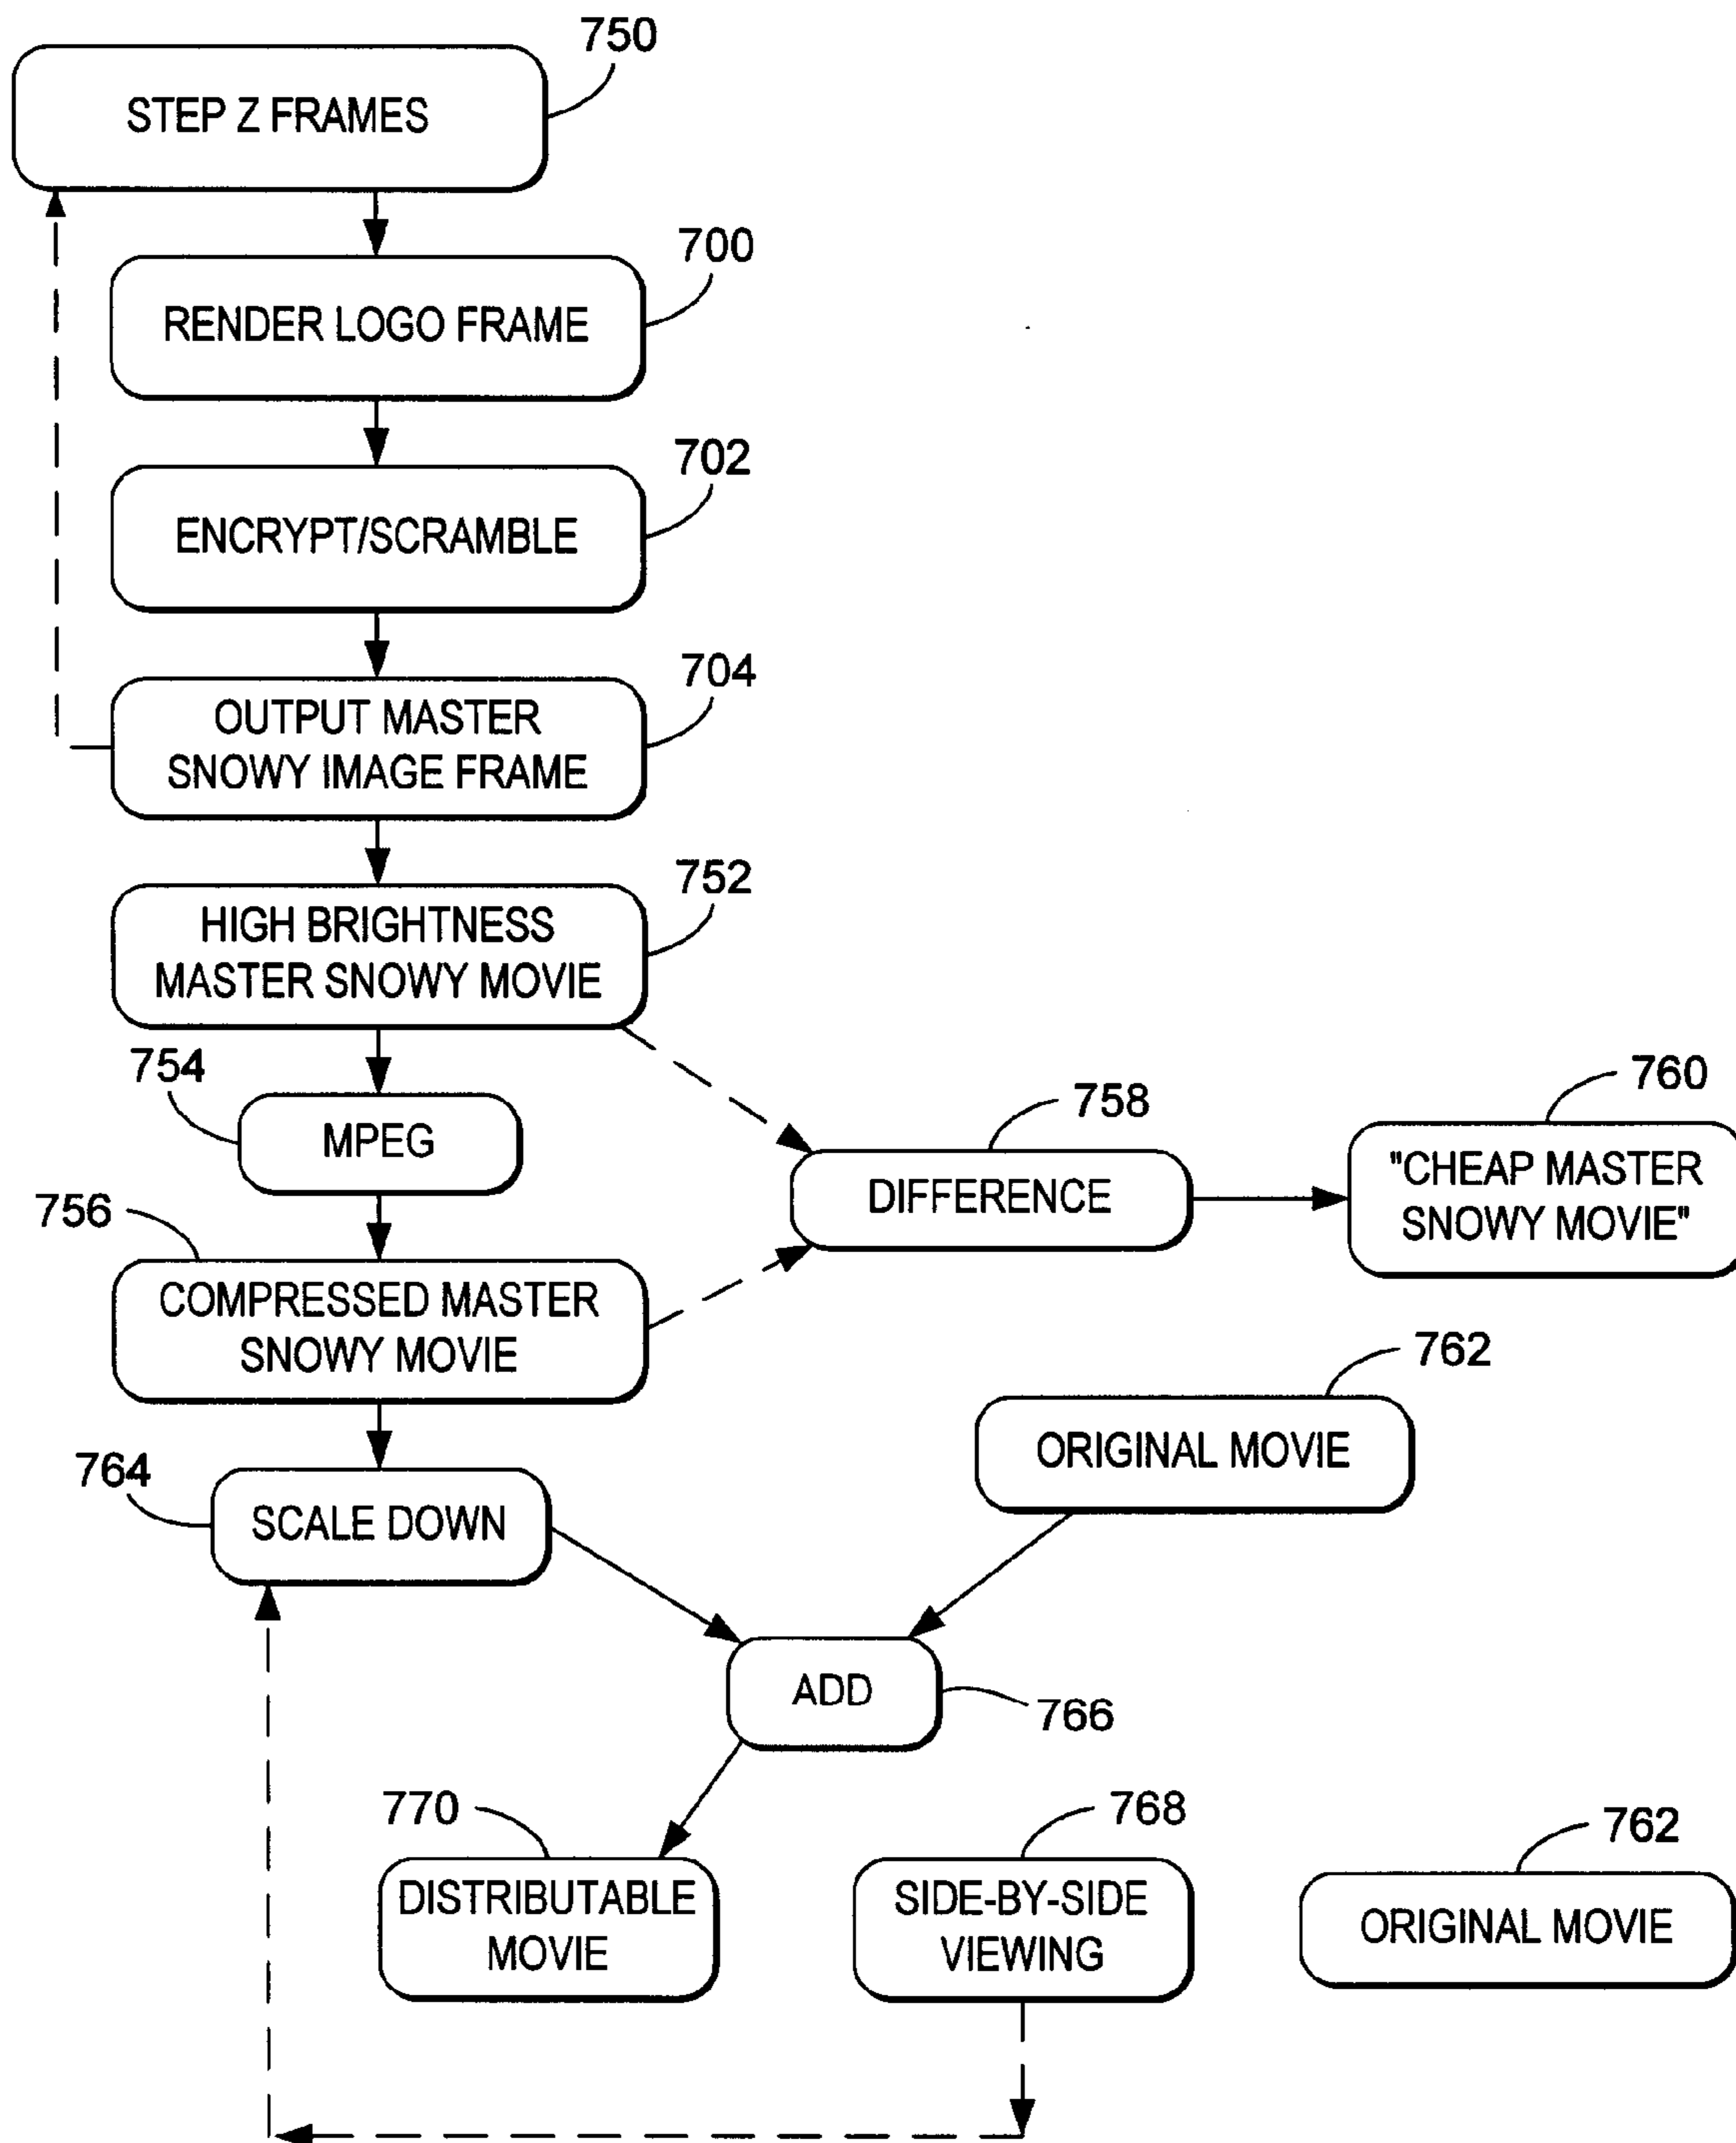 750
STEP Z FRAMES
700
RENDER LOGO FRAME
702
ENCRYPT/SCRAMBLE
704
OUTPUT MASTER
SNOWY IMAGE FRAME
752
HIGH BRIGHTNESS
MASTER SNOWY MOVIE
754
MPEG
758
DIFFERENCE
760
"CHEAP MASTER
SNOWY MOVIE"
756
COMPRESSED MASTER
SNOWY MOVIE
762
ORIGINAL MOVIE
764
SCALE DOWN
ADD
766
770
DISTRIBUTABLE
MOVIE
768
SIDE-BY-SIDE
VIEWING
762
ORIGINAL MOVIE